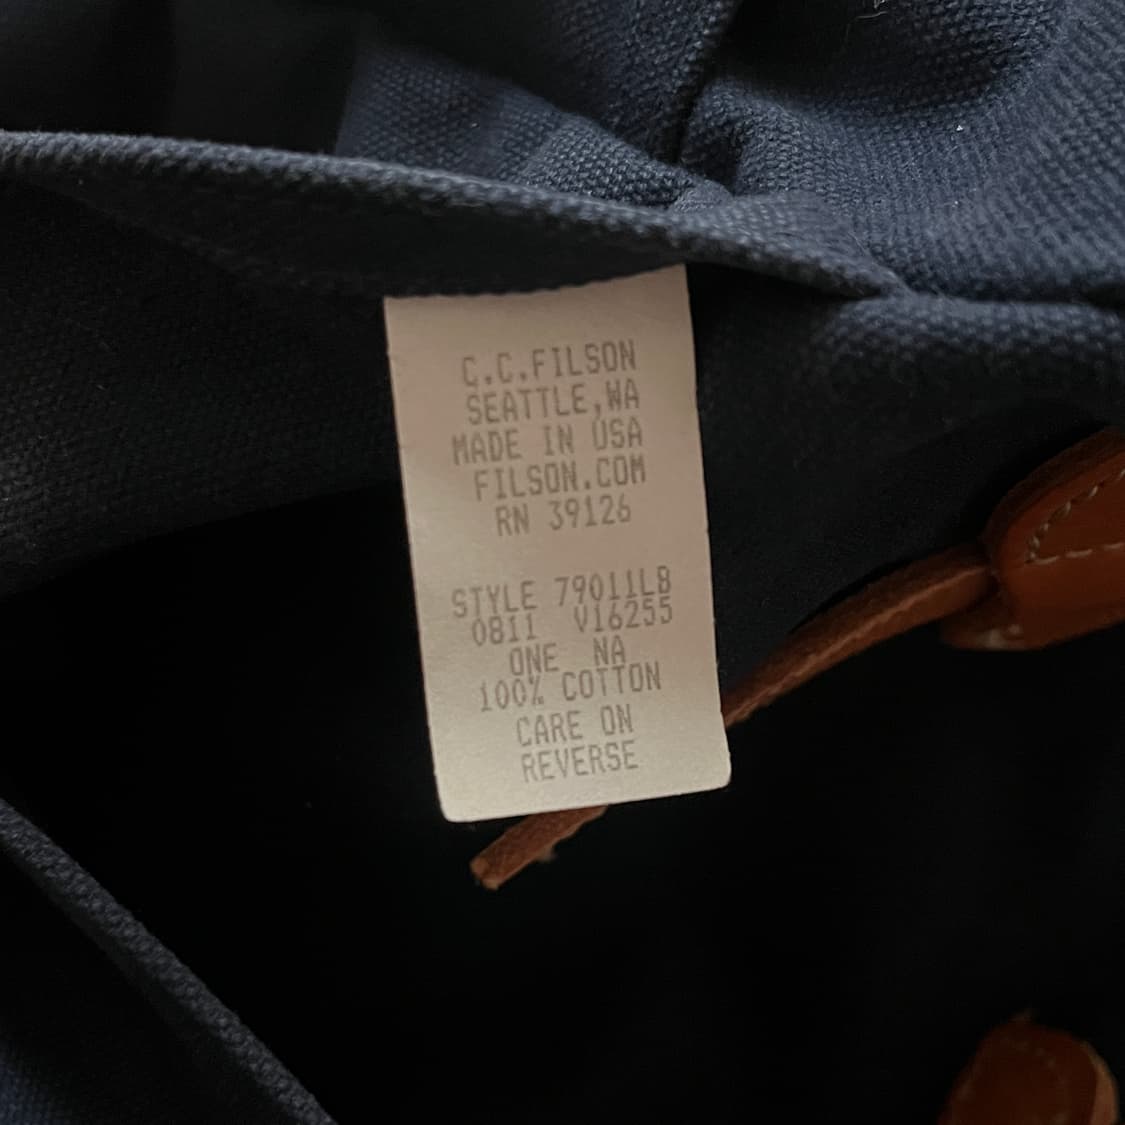 C.C.FILSON
SEATTLE,WA
MADE IN USA
FILSON.COM
RN 39126
STYLE 79011LB
0811 V16255
ONE NA
100% COTTON
CARE ON
REVERSE